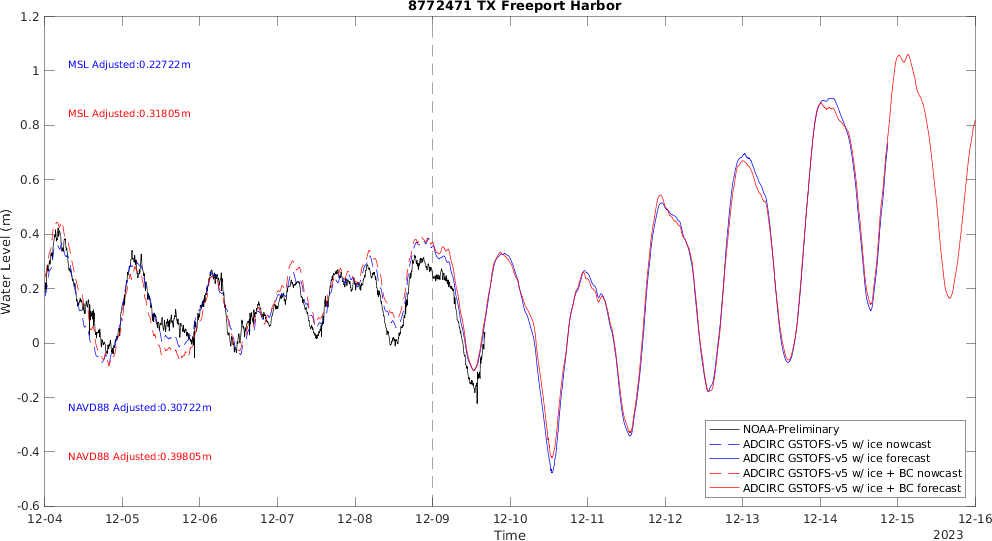 8772471 TX Freeport Harbor
1.2
1
0.8
0.6
0.4
0.2
0
-0.2
-0.4
-0.6
Water Level (m)
MSL Adjusted:0.22722m
MSL Adjusted:0.31805m
NAVD88 Adjusted:0.30722m
NAVD88 Adjusted:0.39805m
NOAA-Preliminary
ADCIRC GSTOFS-v5 w/ ice nowcast
ADCIRC GSTOFS-v5 w/ ice forecast
ADCIRC GSTOFS-v5 w/ ice + BC nowcast
ADCIRC GSTOFS-v5 w/ ice + BC forecast
12-04 12-05 12-06 12-07 12-08 12-09 12-10 12-11 12-12 12-13 12-14 12-15 12-16
Time
2023